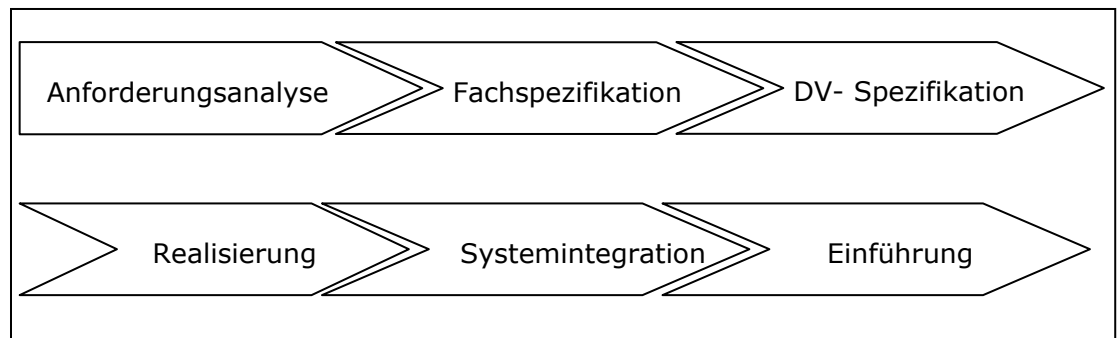 Anforderungsanalyse
Fachspezifikation
DV- Spezifikation
Realisierung
Systemintegration
Einführung